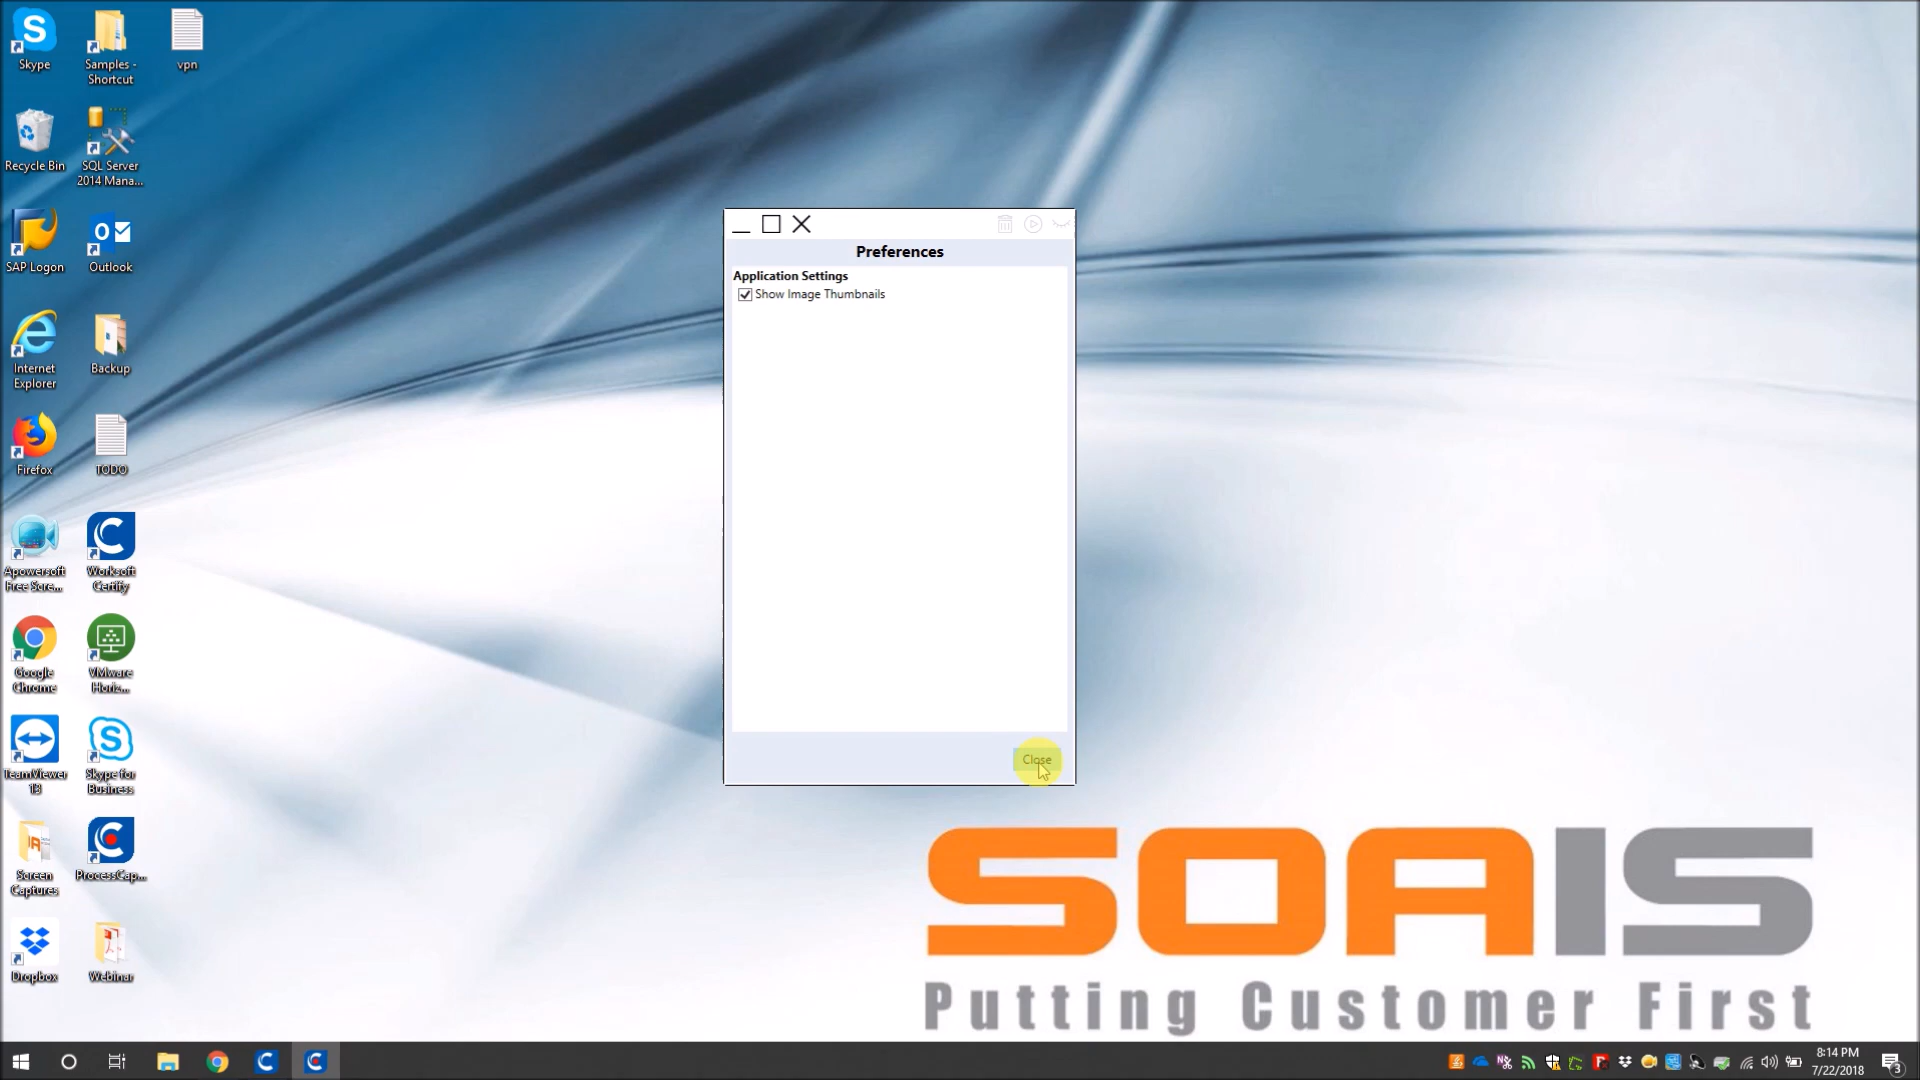 Skype
Samples -
Shortcut
vpn
Recycle Bin
SQL Server
2014 Mana...
SAP Logon
Outlook
Internet
Explorer
Backup
Firefox
TODO
Apowersoft
Free Scre...
Worksoft
Certify
Google
Chrome
VMware
Horiz...
TeamViewer
13
Skype for
Business
Screen
Captures
ProcessCap...
Dropbox
Webinar
Preferences
Application Settings
Show Image Thumbnails
Close
SOAIS
Putting Customer First
8:14 PM
7/22/2018
3